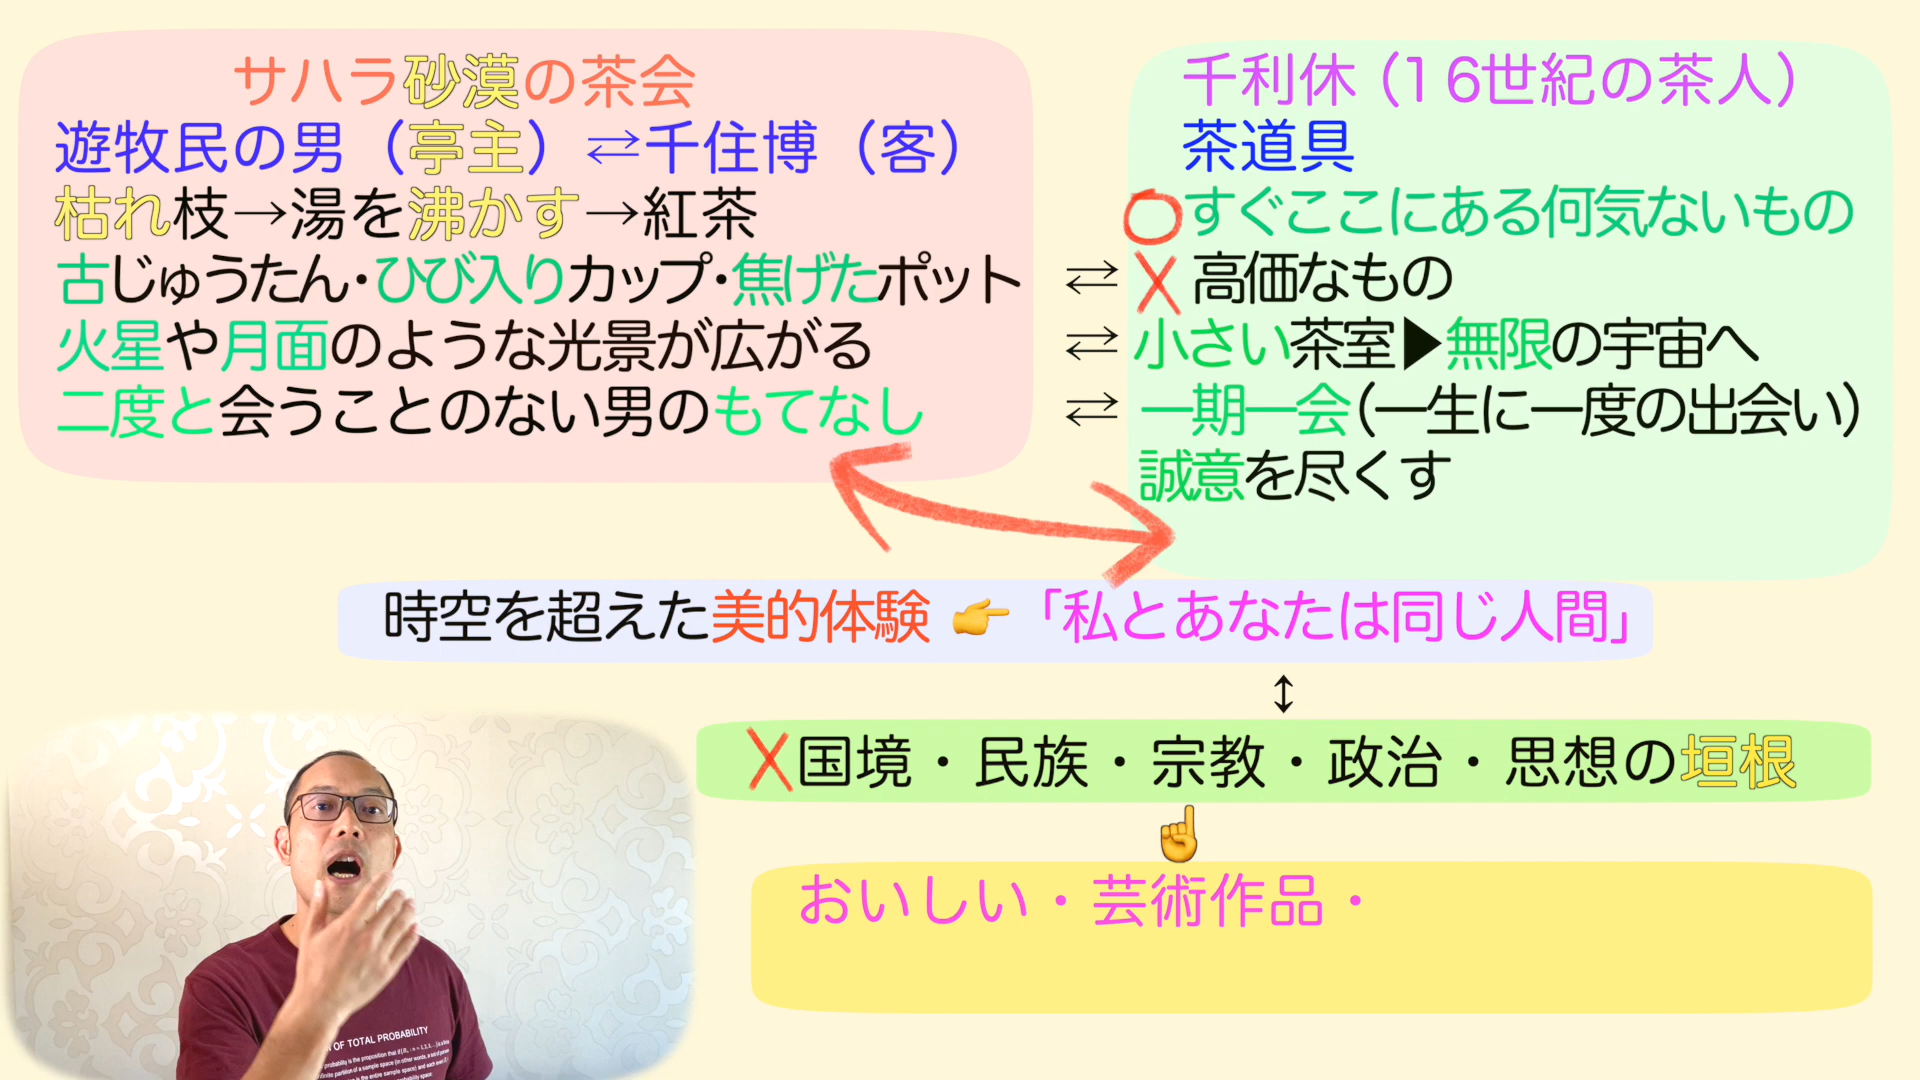 サハラ砂漠の茶会
遊牧民の男（亭主）⇄千住博（客）
枯れ枝→湯を沸かす→紅茶
古じゅうたん・ひび入りカップ・焦げたポット
火星や月面のような光景が広がる
二度と会うことのない男のもてなし
千利休（16世紀の茶人）
茶道具
○すぐここにある何気ないもの
⇄ X 高価なもの
⇄ 小さい茶室▶無限の宇宙へ
⇄ 一期一会（一生に一度の出会い）
誠意を尽くす
時空を超えた美的体験 👉「私とあなたは同じ人間」
↕
X国境・民族・宗教・政治・思想の垣根
☝
おいしい・芸術作品・
OF TOTAL PROBABILITY